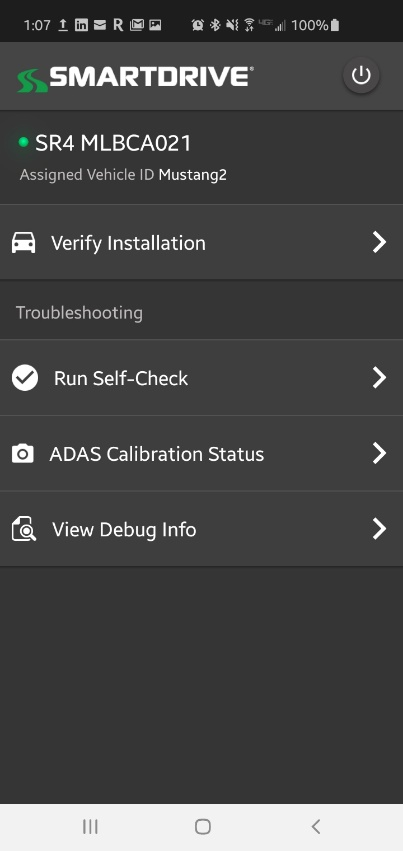 1:07 R 4G 100%
SMARTDRIVE®
SR4 MLBCA021
Assigned Vehicle ID Mustang2
Verify Installation
Troubleshooting
Run Self-Check
ADAS Calibration Status
View Debug Info